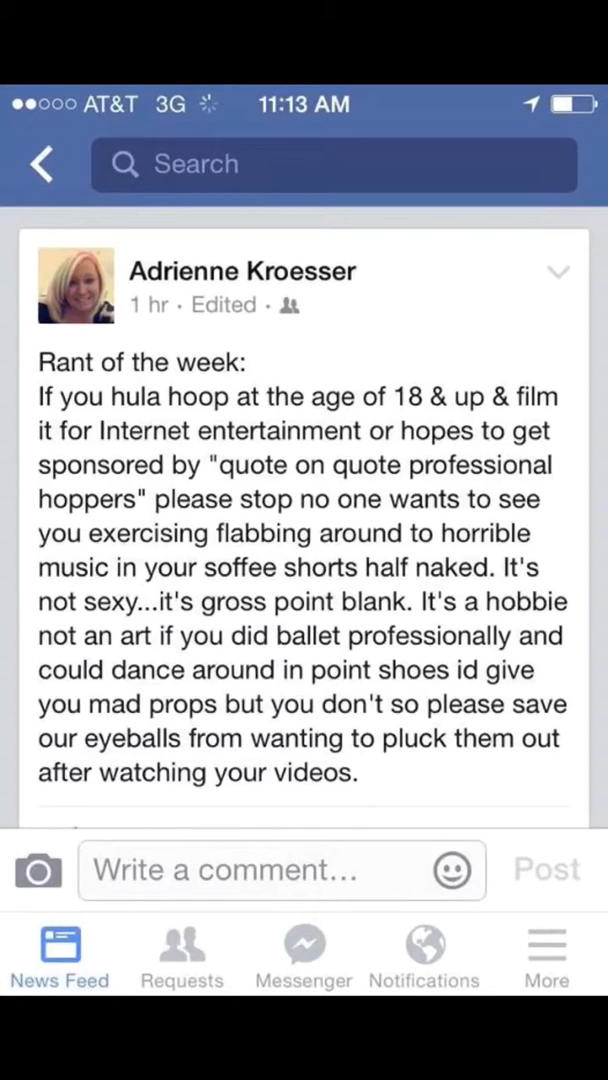 AT&T 3G 11:13 AM
Search
Adrienne Kroesser
1 hr · Edited ·
Rant of the week:
If you hula hoop at the age of 18 & up & film
it for Internet entertainment or hopes to get
sponsored by "quote on quote professional
hoppers" please stop no one wants to see
you exercising flabbing around to horrible
music in your soffee shorts half naked. It's
not sexy...it's gross point blank. It's a hobbie
not an art if you did ballet professionally and
could dance around in point shoes id give
you mad props but you don't so please save
our eyeballs from wanting to pluck them out
after watching your videos.
Write a comment... Post
News Feed Requests Messenger Notifications More